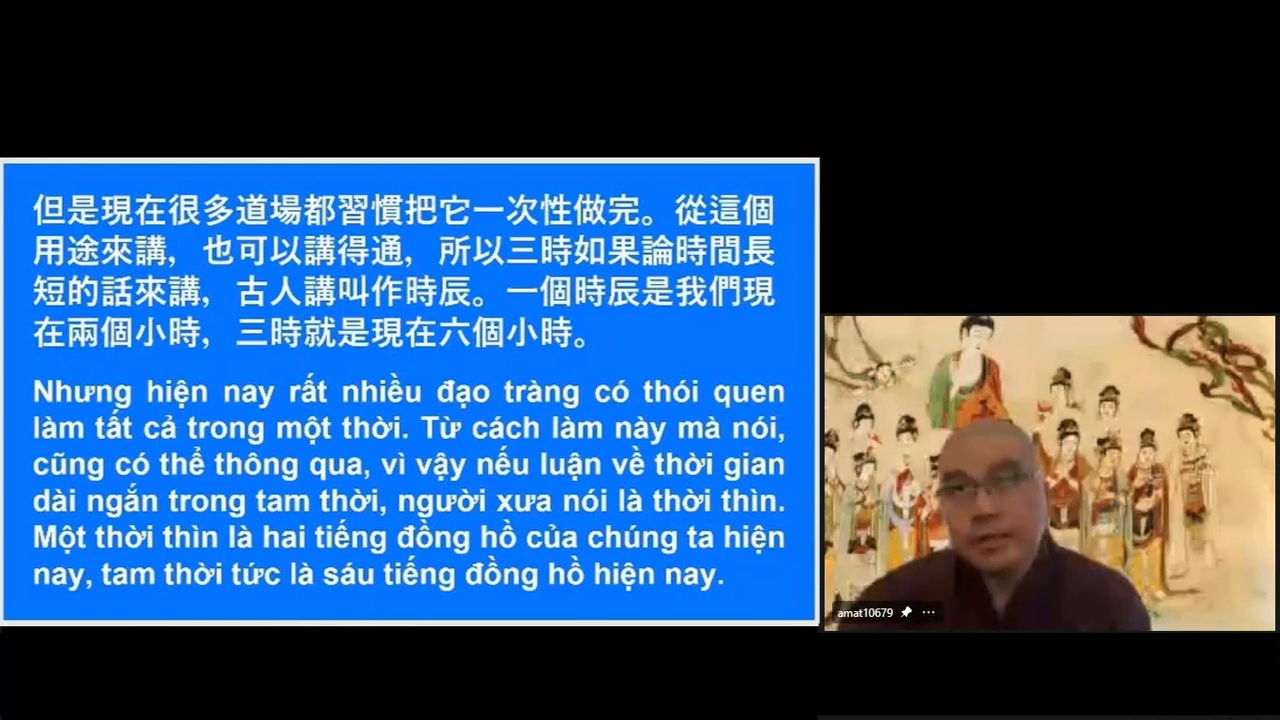 但是現在很多道場都習慣把它一次性做完。從這個
用途來講，也可以講得通，所以三時如果論時間長
短的話來講，古人講叫作時辰。一個時辰是我們現
在兩個小時，三時就是現在六個小時。
Nhưng hiện nay rất nhiều đạo tràng có thói quen
làm tất cả trong một thời. Từ cách làm này mà nói,
cũng có thể thông qua, vì vậy nếu luận về thời gian
dài ngắn trong tam thời, người xưa nói là thời thìn.
Một thời thìn là hai tiếng đồng hồ của chúng ta hiện
nay, tam thời tức là sáu tiếng đồng hồ hiện nay.
amat10679